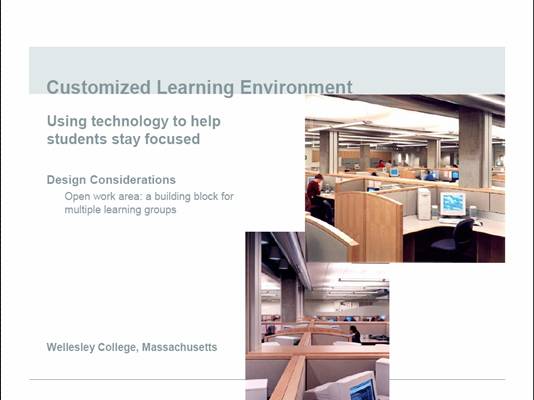 Customized Learning Environment
Using technology to help
students stay focused
Design Considerations
Open work area: a building block for
multiple learning groups
Wellesley College, Massachusetts